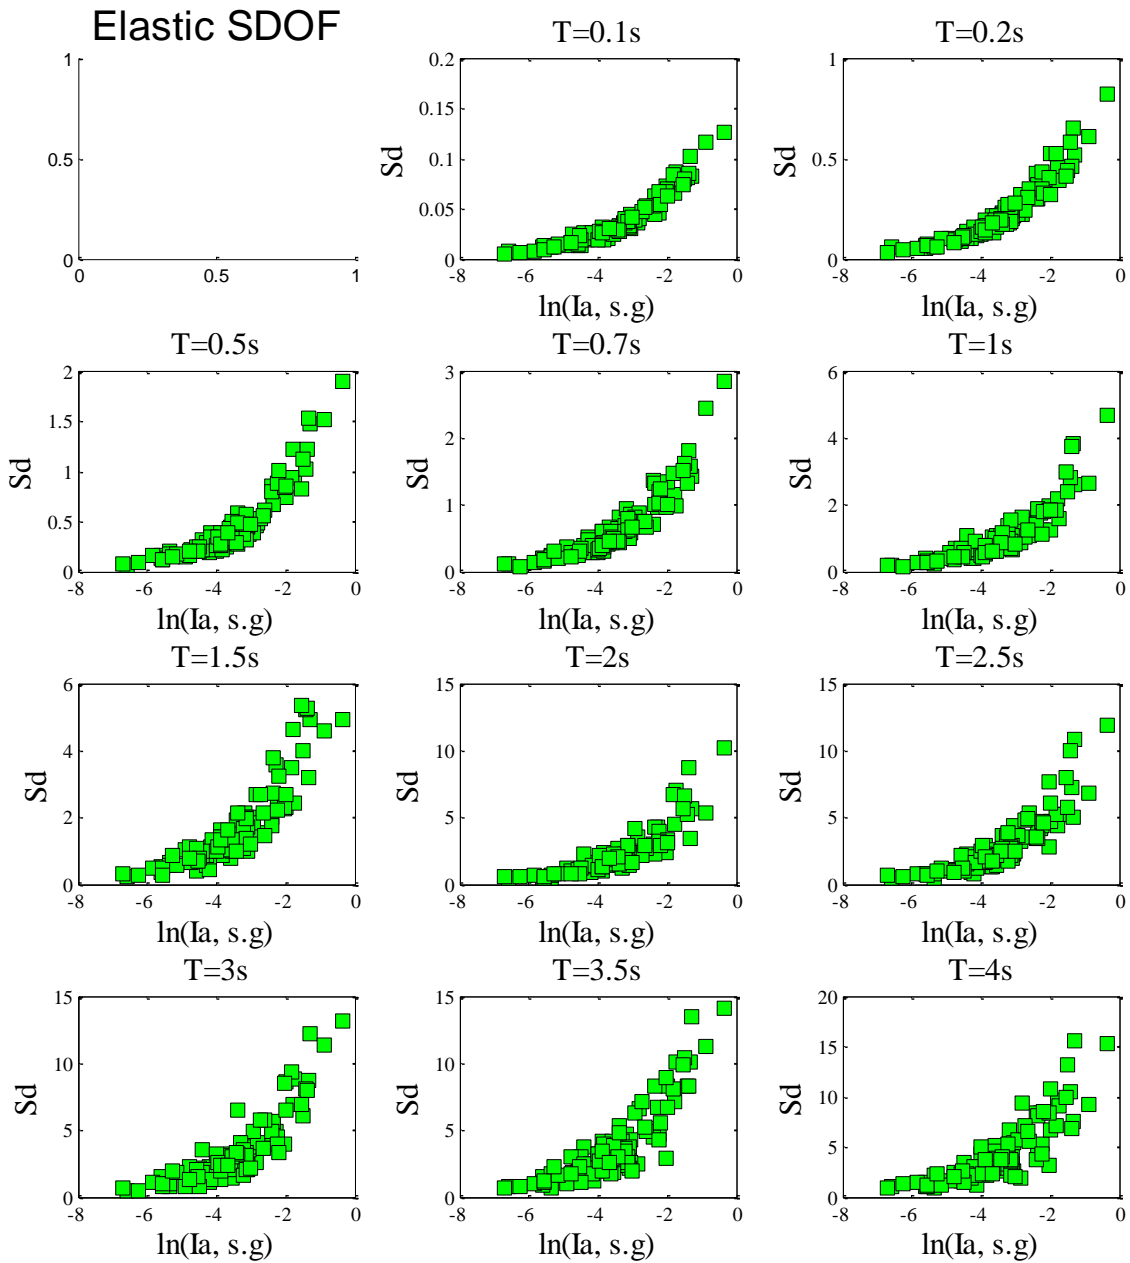 Elastic SDOF
1
0.5
0
0 0.5 1
T=0.1s
Sd
0.2
0.15
0.1
0.05
0
-8 -6 -4 -2 0
ln(Ia, s.g)
T=0.2s
Sd
1
0.5
0
-8 -6 -4 -2 0
ln(Ia, s.g)
T=0.5s
Sd
2
1.5
1
0.5
0
-8 -6 -4 -2 0
ln(Ia, s.g)
T=0.7s
Sd
3
2
1
0
-8 -6 -4 -2 0
ln(Ia, s.g)
T=1s
Sd
6
4
2
0
-8 -6 -4 -2 0
ln(Ia, s.g)
T=1.5s
Sd
6
4
2
0
-8 -6 -4 -2 0
ln(Ia, s.g)
T=2s
Sd
15
10
5
0
-8 -6 -4 -2 0
ln(Ia, s.g)
T=2.5s
Sd
15
10
5
0
-8 -6 -4 -2 0
ln(Ia, s.g)
T=3s
Sd
15
10
5
0
-8 -6 -4 -2 0
ln(Ia, s.g)
T=3.5s
Sd
15
10
5
0
-8 -6 -4 -2 0
ln(Ia, s.g)
T=4s
Sd
20
15
10
5
0
-8 -6 -4 -2 0
ln(Ia, s.g)